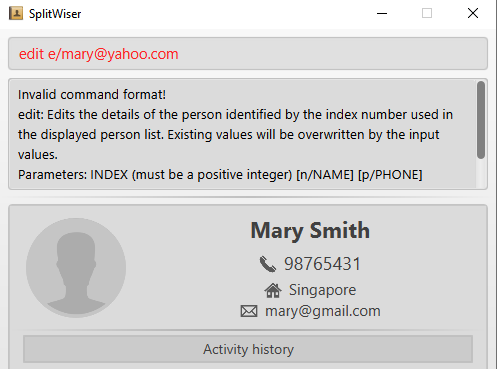 SplitWiser
edit e/mary@yahoo.com
Invalid command format!
edit: Edits the details of the person identified by the index number used in
the displayed person list. Existing values will be overwritten by the input
values.
Parameters: INDEX (must be a positive integer) [n/NAME] [p/PHONE]
Mary Smith
98765431
Singapore
mary@gmail.com
Activity history